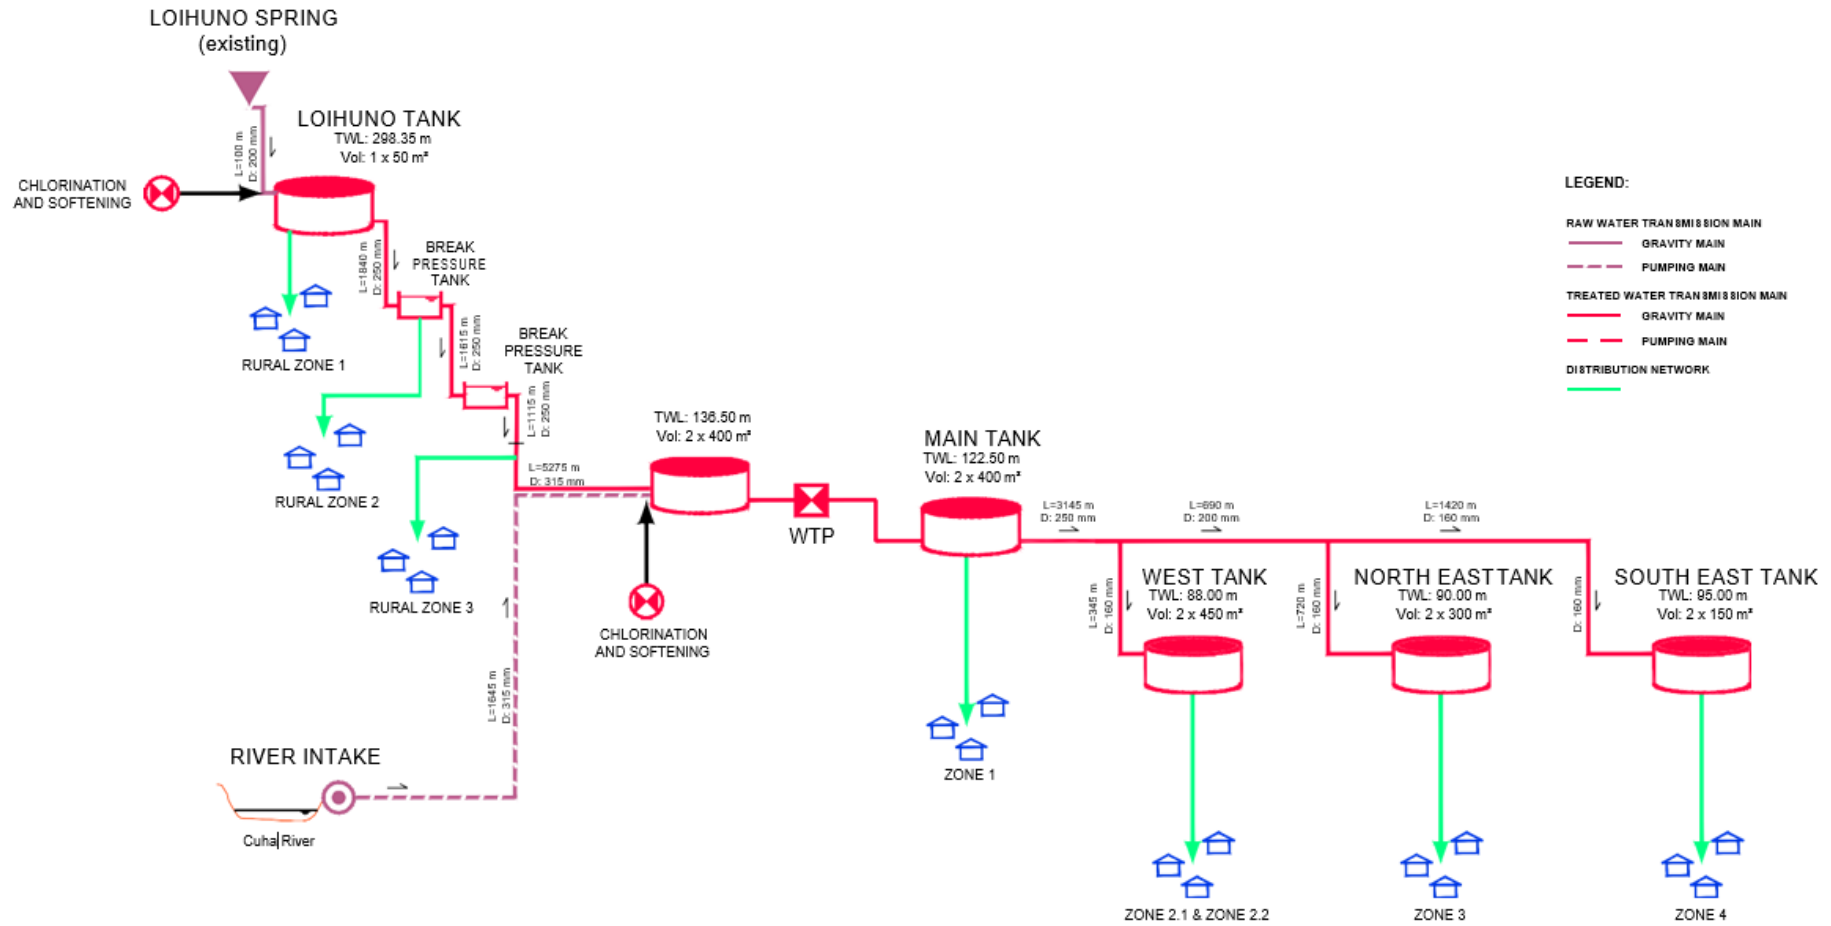 LOIHUNO SPRING
(existing)
L=100 m
D: 200 mm
LOIHUNO TANK
TWL: 298.35 m
Vol: 1 x 50 m³
CHLORINATION
AND SOFTENING
RURAL ZONE 1
L=1840 m
D: 250 mm
BREAK
PRESSURE
TANK
L=1615 m
D: 250 mm
BREAK
PRESSURE
TANK
L=1115 m
D: 250 mm
RURAL ZONE 2
L=5275 m
D: 315 mm
RURAL ZONE 3
TWL: 136.50 m
Vol: 2 x 400 m³
CHLORINATION
AND SOFTENING
WTP
L=1645 m
D: 315 mm
RIVER INTAKE
Cuha River
MAIN TANK
TWL: 122.50 m
Vol: 2 x 400 m³
ZONE 1
L=3145 m
D: 250 mm
L=690 m
D: 200 mm
L=1420 m
D: 160 mm
L=345 m
D: 160 mm
WEST TANK
TWL: 88.00 m
Vol: 2 x 450 m³
ZONE 2.1 & ZONE 2.2
L=720 m
D: 160 mm
NORTH EAST TANK
TWL: 90.00 m
Vol: 2 x 300 m³
ZONE 3
D: 160 mm
SOUTH EAST TANK
TWL: 95.00 m
Vol: 2 x 150 m³
ZONE 4
LEGEND:
RAW WATER TRANSMISSION MAIN
GRAVITY MAIN
PUMPING MAIN
TREATED WATER TRANSMISSION MAIN
GRAVITY MAIN
PUMPING MAIN
DISTRIBUTION NETWORK